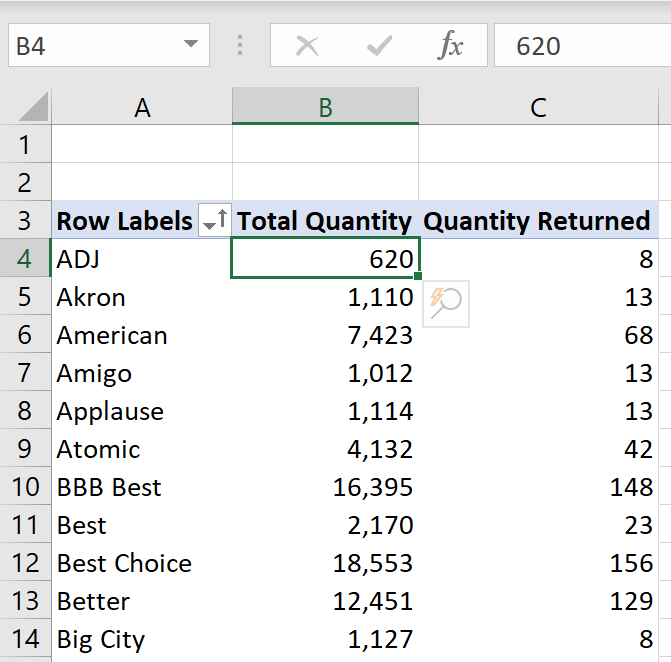 B4 fx 620
A B C
1
2
3 Row Labels Total Quantity Quantity Returned
4 ADJ 620 8
5 Akron 1,110 13
6 American 7,423 68
7 Amigo 1,012 13
8 Applause 1,114 13
9 Atomic 4,132 42
10 BBB Best 16,395 148
11 Best 2,170 23
12 Best Choice 18,553 156
13 Better 12,451 129
14 Big City 1,127 8